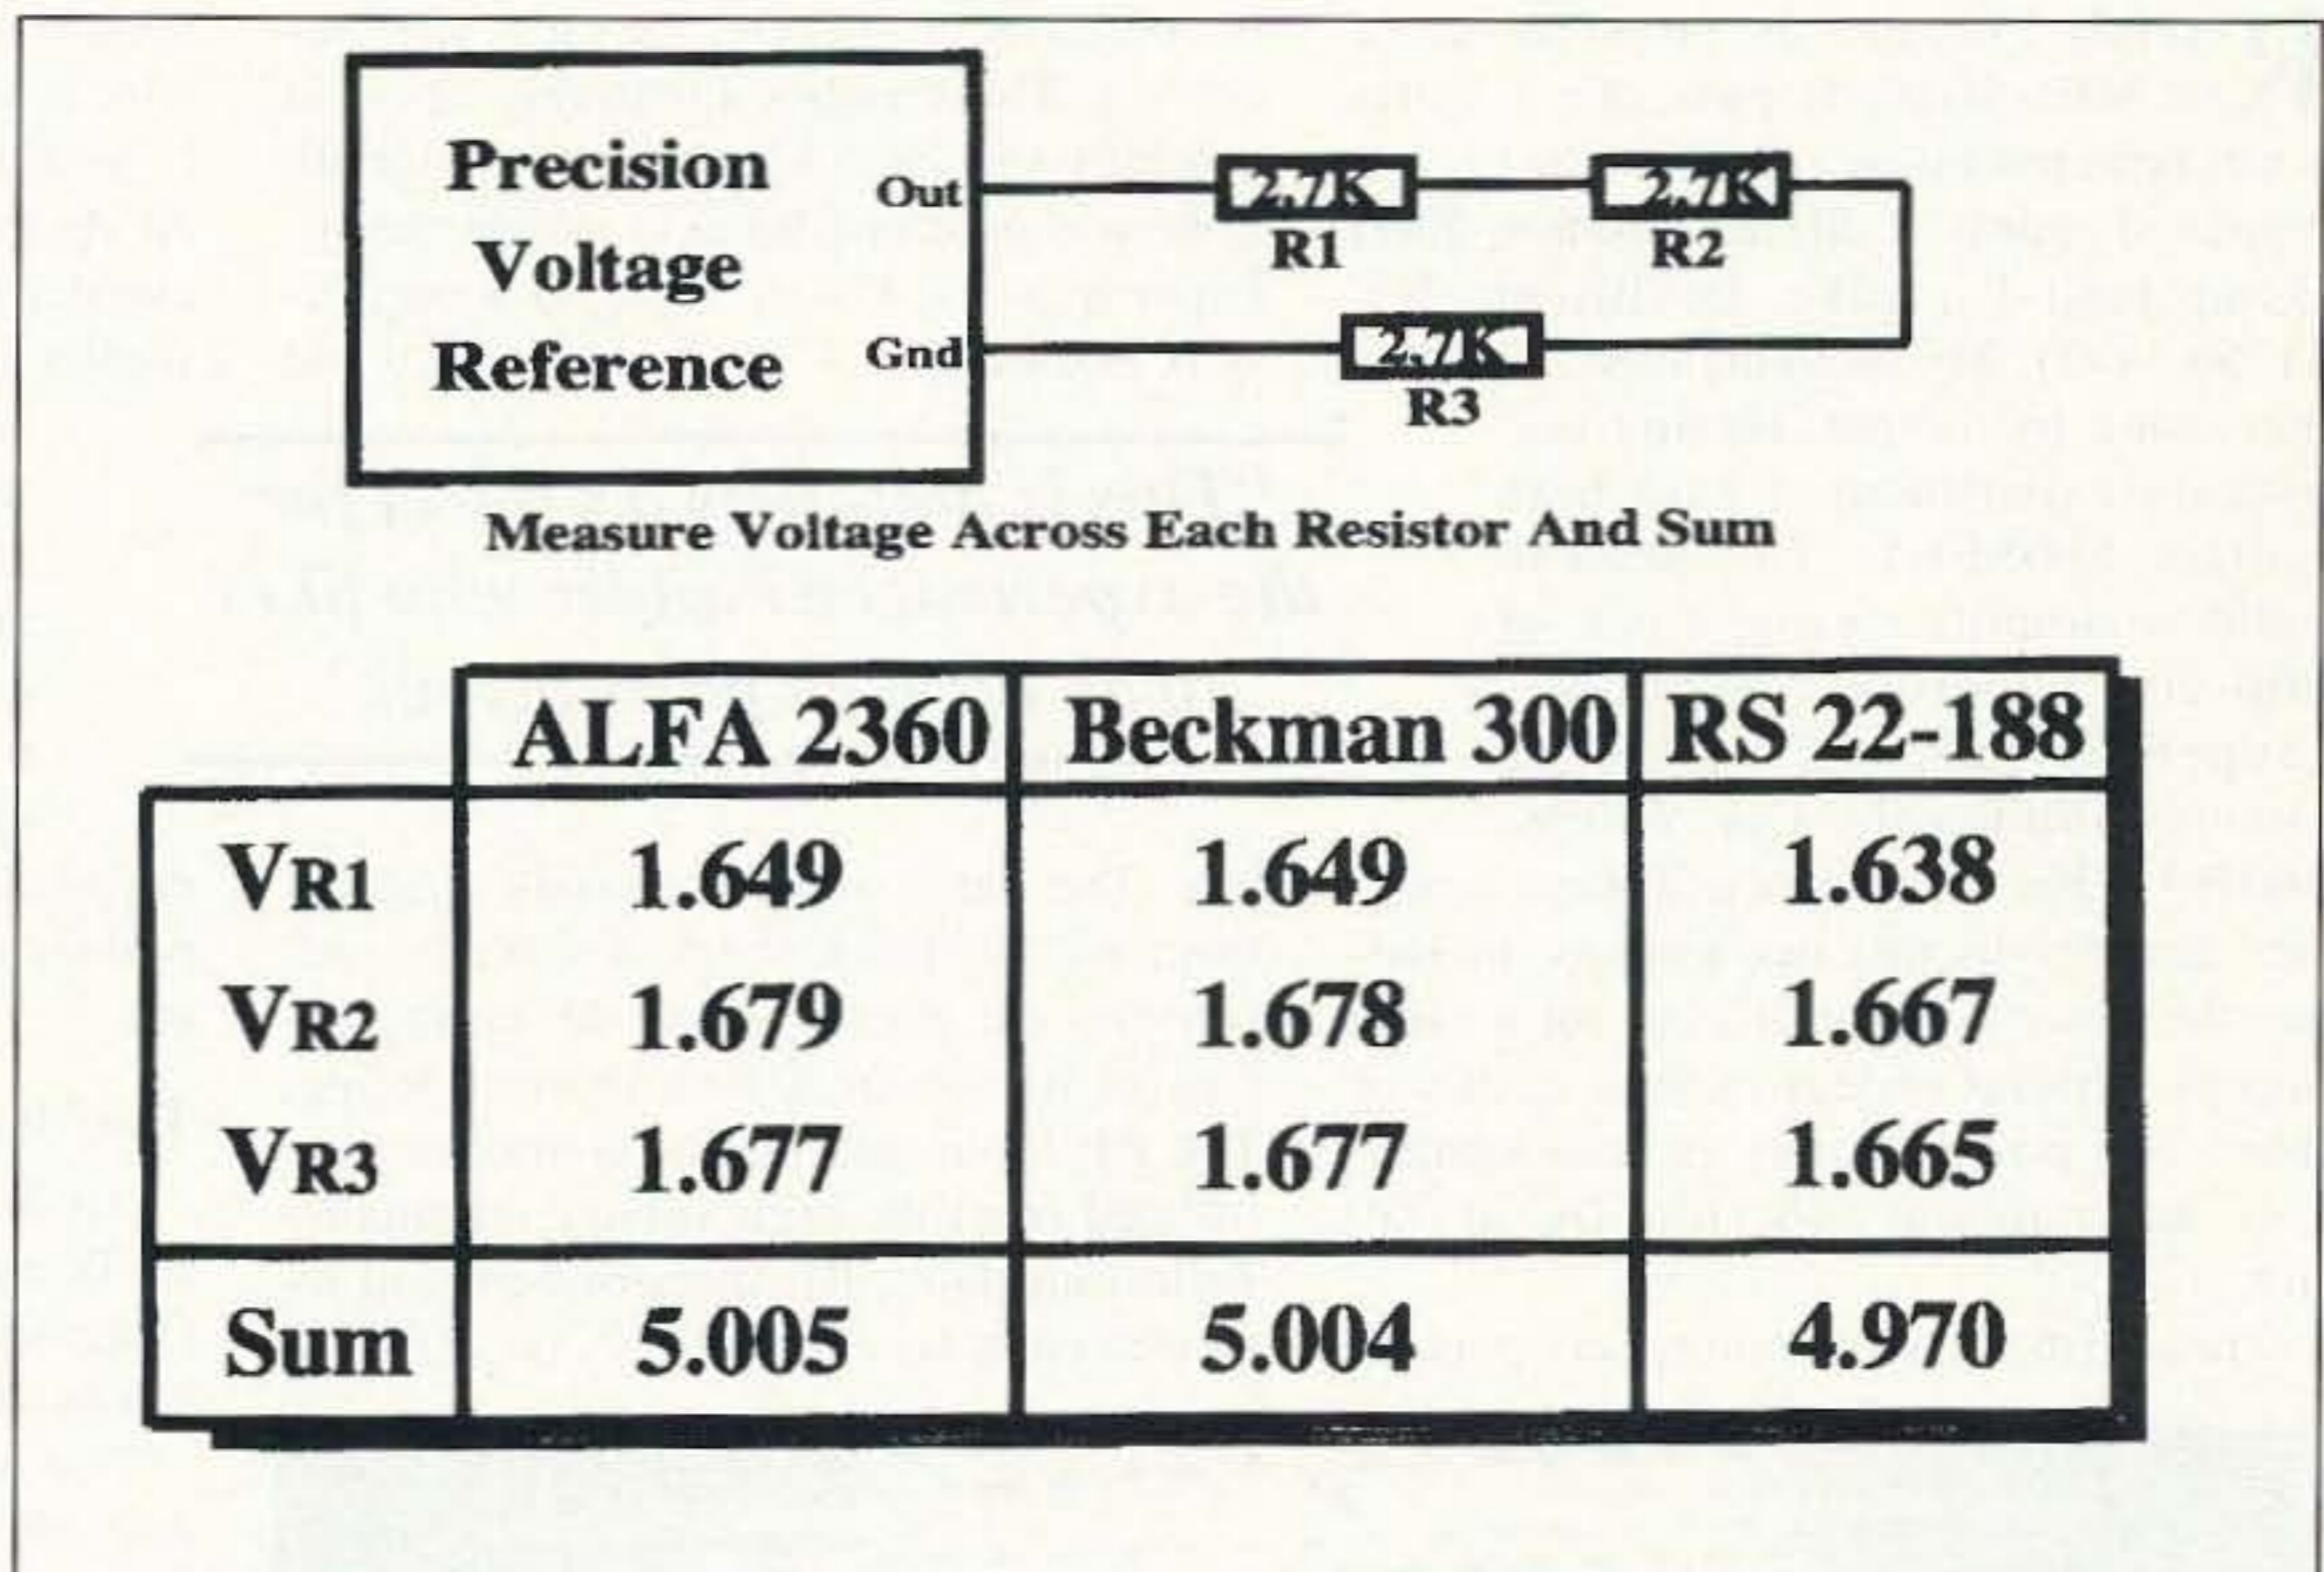 Precision
Voltage
Reference
Out
Gnd
2.7K
R1
2.7K
R2
2.7K
R3
Measure Voltage Across Each Resistor And Sum
ALFA 2360 Beckman 300 RS 22-188
VR1 1.649 1.649 1.638
VR2 1.679 1.678 1.667
VR3 1.677 1.677 1.665
Sum 5.005 5.004 4.970